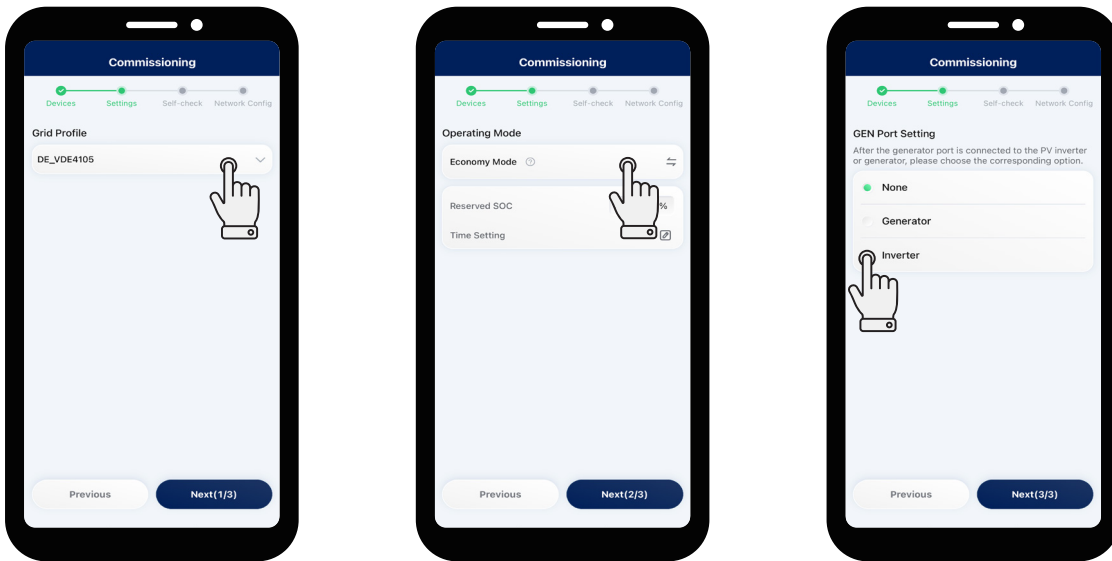 Commissioning
Devices Settings Self-check Network Config
Grid Profile
DE_VDE4105
Previous Next(1/3)
Commissioning
Devices Settings Self-check Network Config
Operating Mode
Economy Mode ?
Reserved SOC %
Time Setting
Previous Next(2/3)
Commissioning
Devices Settings Self-check Network Config
GEN Port Setting
After the generator port is connected to the PV inverter
or generator, please choose the corresponding option.
None
Generator
Inverter
Previous Next(3/3)